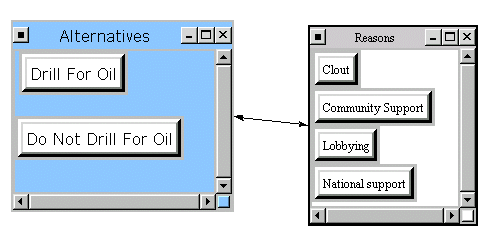 Alternatives
Drill For Oil
Do Not Drill For Oil
Reasons
Clout
Community Support
Lobbying
National support